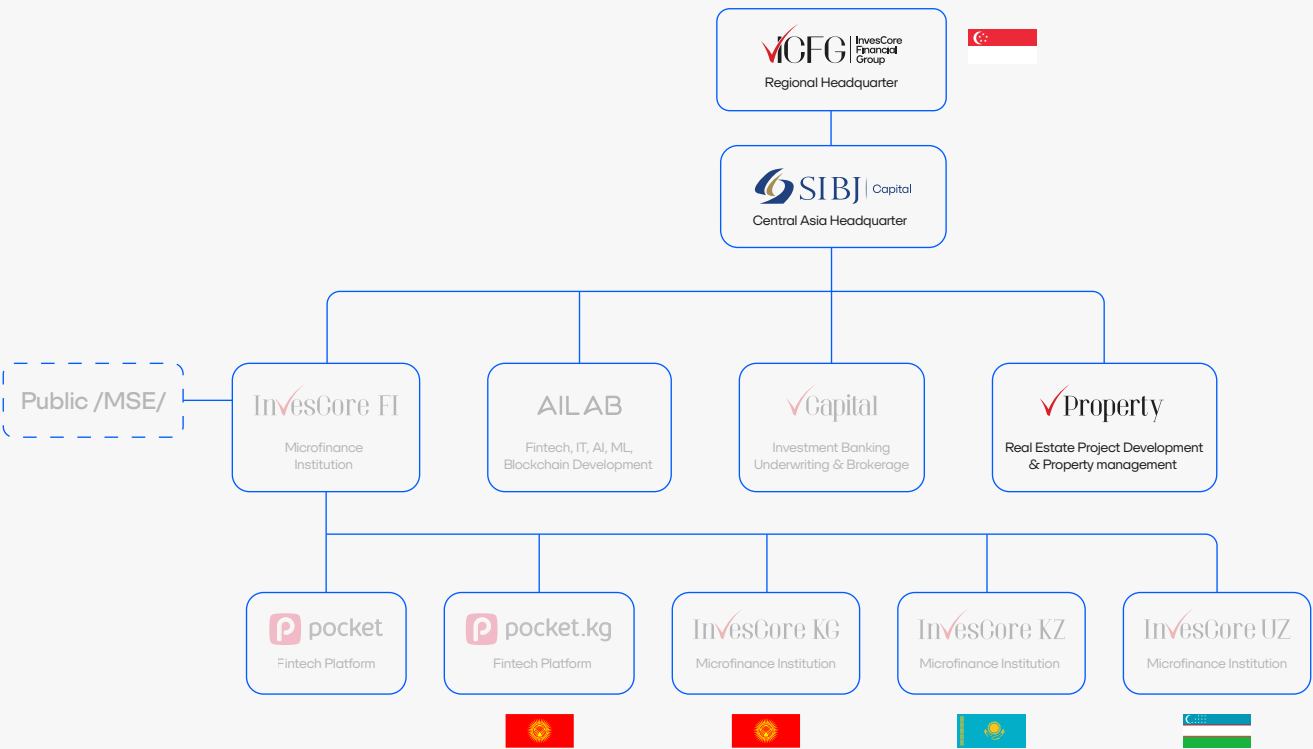 ICFG InvesCore
Financial
Group
Regional Headquarter
SIBJ Capital
Central Asia Headquarter
Public /MSE/
InvesCore FI
Microfinance
Institution
AILAB
Fintech, IT, AI, ML,
Blockchain Development
Capital
Investment Banking
Underwriting & Brokerage
Property
Real Estate Project Development
& Property management
pocket
Fintech Platform
pocket.kg
Fintech Platform
InvesCore KG
Microfinance Institution
InvesCore KZ
Microfinance Institution
InvesCore UZ
Microfinance Institution